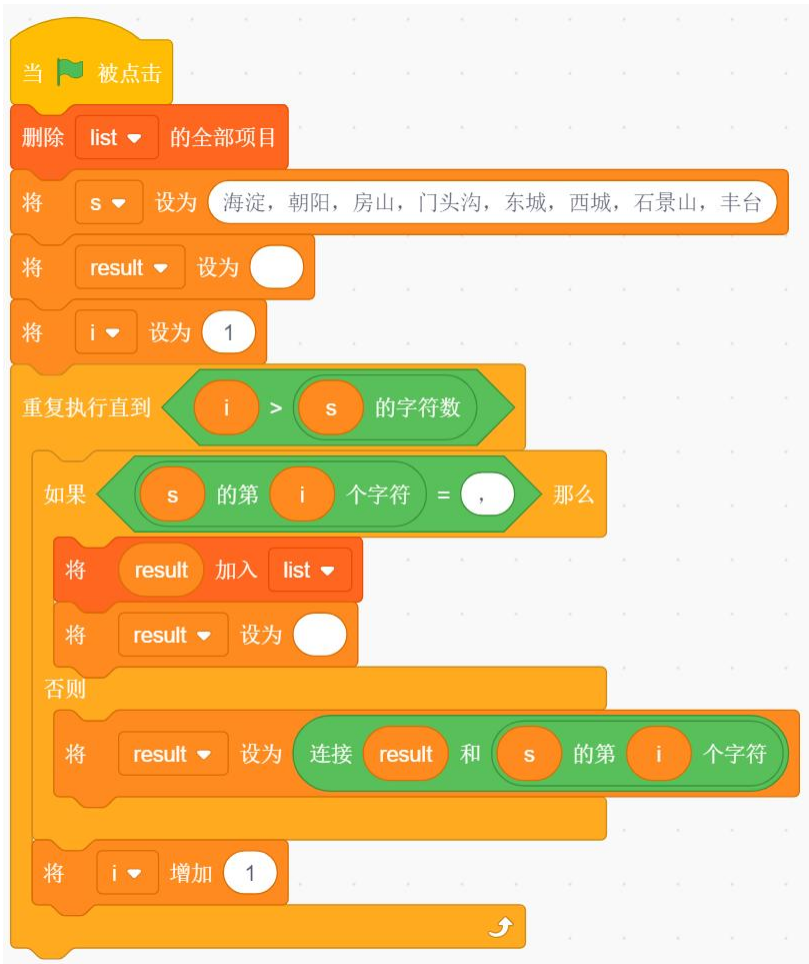 当 被点击
删除 list 的全部项目
将 s 设为 海淀，朝阳，房山，门头沟，东城，西城，石景山，丰台
将 result 设为
将 i 设为 1
重复执行直到 i > s 的字符数
如果 s 的第 i 个字符 = ， 那么
将 result 加入 list
将 result 设为
否则
将 result 设为 连接 result 和 s 的第 i 个字符
将 i 增加 1